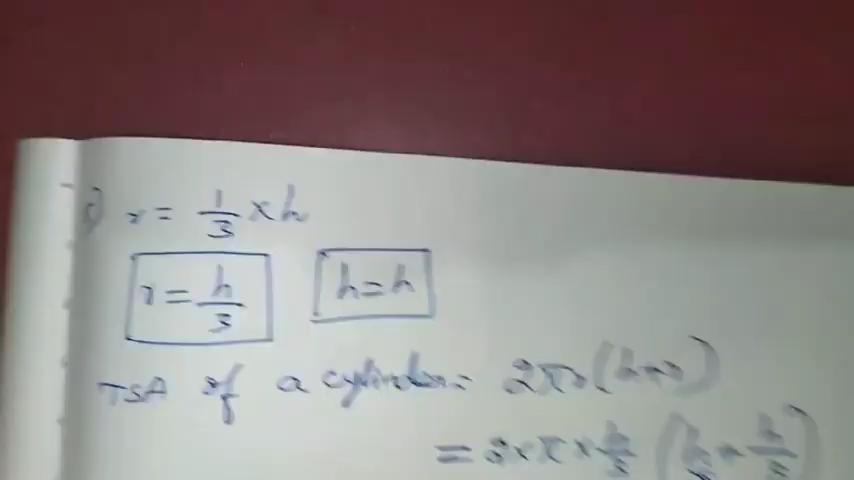 r = 1/3 × h
r = h/3 h = h
TSA of a cylinder = 2πr(h+r)
= 2×π×h/3